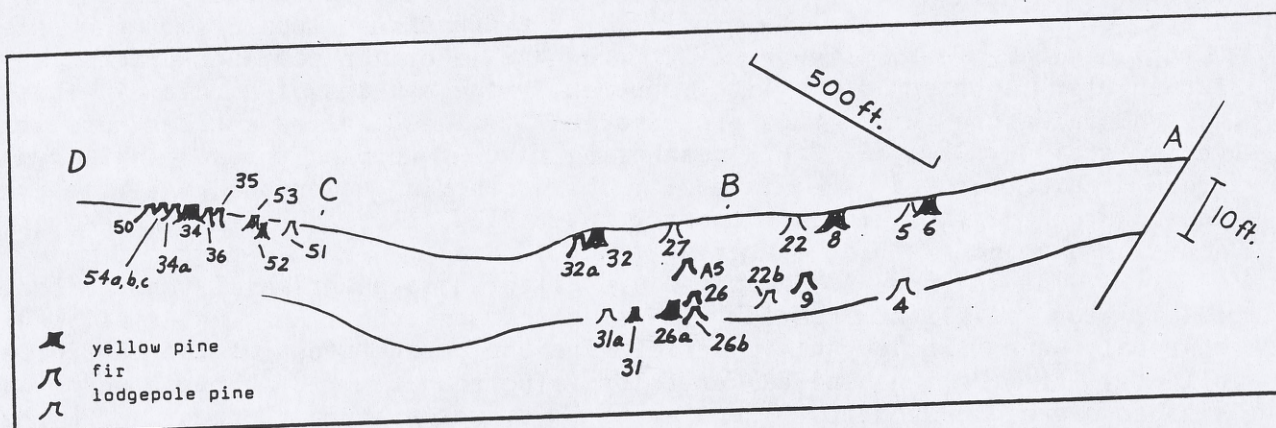 500 ft.
A
10 ft.
D
35
53
C
B
50
34
36
52
51
32a
32
27
22
8
5
6
34a
54a,b,c
A5
26
22b
9
4
31a
31
26a
26b
yellow pine
fir
lodgepole pine